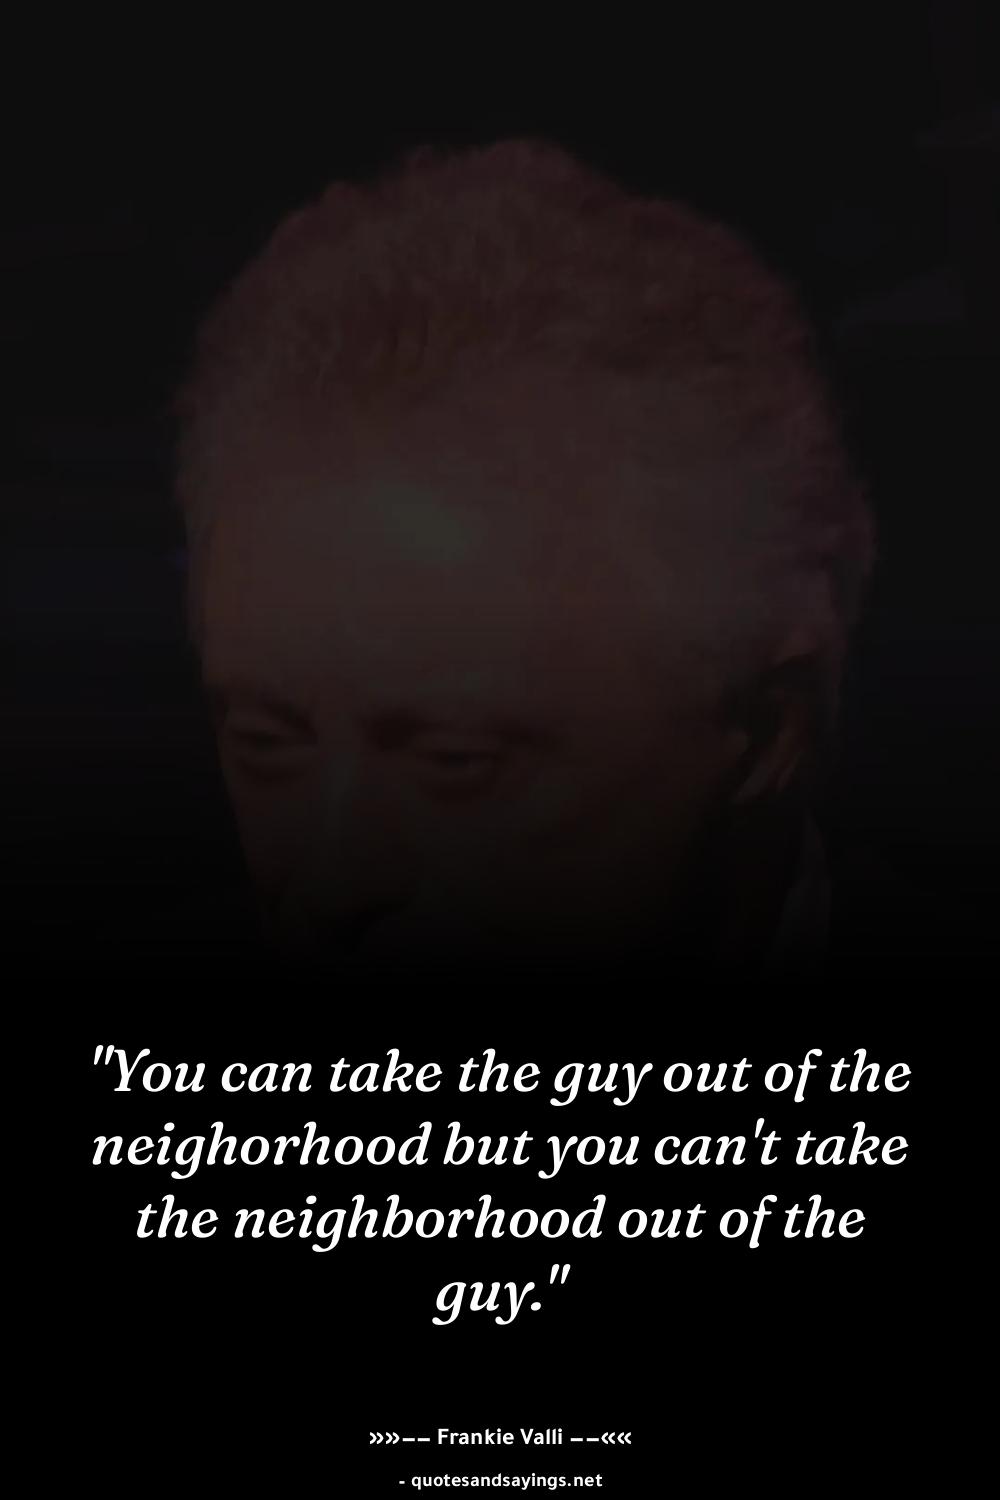 "You can take the guy out of the
neighorhood but you can't take
the neighborhood out of the
guy."
»»–– Frankie Valli ––««
- quotesandsayings.net